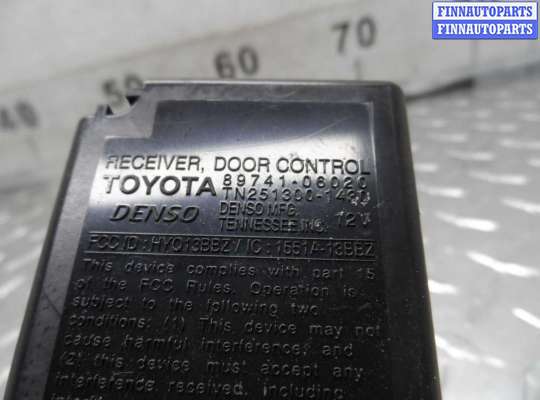 FINNAUTOPARTS
FINNAUTOPARTS
40 50 60 70
RECEIVER, DOOR CONTROL
TOYOTA 89741-06020
TN251300-1430
DENSO DENSO MFG. 12V
TENNESSEE INC.
FCC ID : HYQ13BBZ / IC : 1551A-13BBZ
This device complies with part 15
of the FCC Rules. Operation is
subject to the following two
conditions: (1) This device may not
cause harmful interference, and
(2) this device must accept any
interference received, including